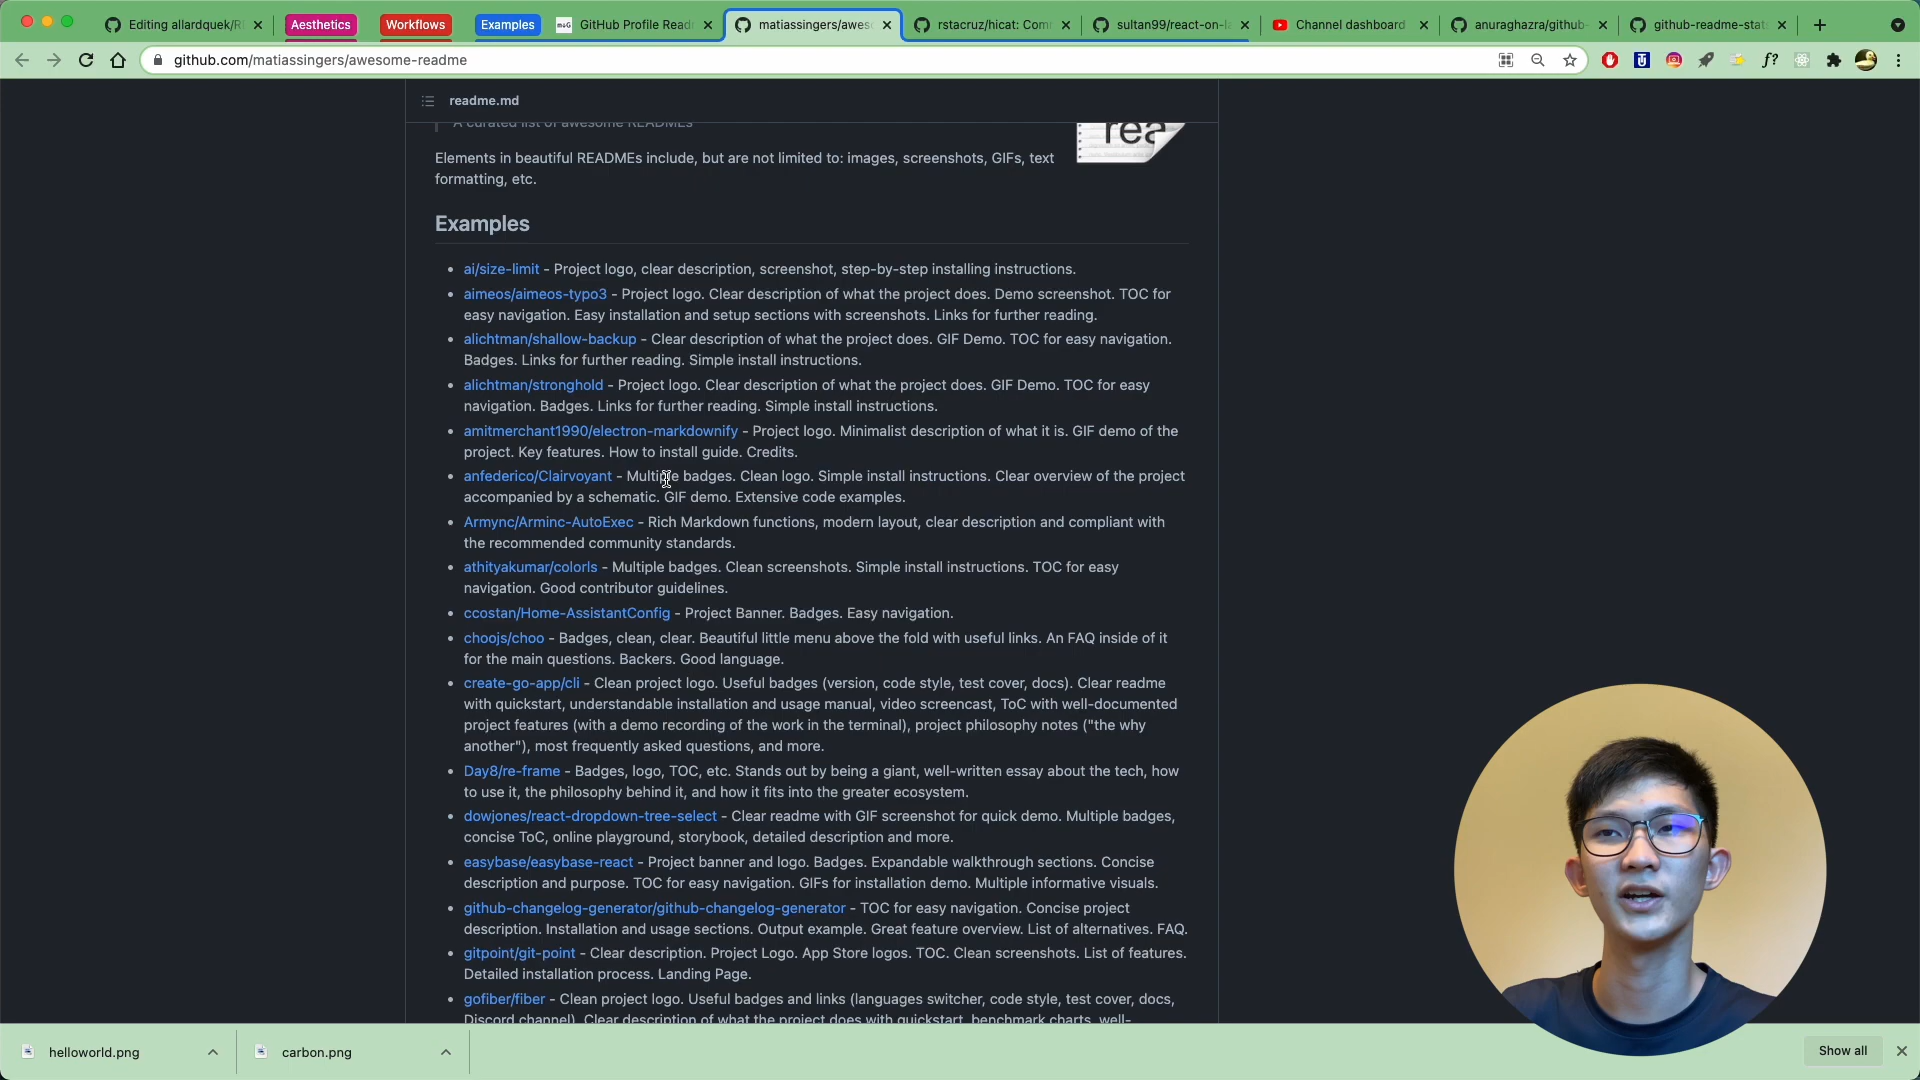 Editing allardquek/R
Aesthetics
Workflows
Examples
GitHub Profile Read
matiassingers/awes
rstacruz/hicat: Com
sultan99/react-on-l
Channel dashboard
anuraghazra/github-
github-readme-stat
github.com/matiassingers/awesome-readme
f?
readme.md
A curated list of awesome READMEs
rea
Elements in beautiful READMEs include, but are not limited to: images, screenshots, GIFs, text
formatting, etc.
Examples
ai/size-limit - Project logo, clear description, screenshot, step-by-step installing instructions.
aimeos/aimeos-typo3 - Project logo. Clear description of what the project does. Demo screenshot. TOC for
easy navigation. Easy installation and setup sections with screenshots. Links for further reading.
alichtman/shallow-backup - Clear description of what the project does. GIF Demo. TOC for easy navigation.
Badges. Links for further reading. Simple install instructions.
alichtman/stronghold - Project logo. Clear description of what the project does. GIF Demo. TOC for easy
navigation. Badges. Links for further reading. Simple install instructions.
amitmerchant1990/electron-markdownify - Project logo. Minimalist description of what it is. GIF demo of the
project. Key features. How to install guide. Credits.
anfederico/Clairvoyant - Multiple badges. Clean logo. Simple install instructions. Clear overview of the project
accompanied by a schematic. GIF demo. Extensive code examples.
Armync/Arminc-AutoExec - Rich Markdown functions, modern layout, clear description and compliant with
the recommended community standards.
athityakumar/colorls - Multiple badges. Clean screenshots. Simple install instructions. TOC for easy
navigation. Good contributor guidelines.
ccostan/Home-AssistantConfig - Project Banner. Badges. Easy navigation.
choojs/choo - Badges, clean, clear. Beautiful little menu above the fold with useful links. An FAQ inside of it
for the main questions. Backers. Good language.
create-go-app/cli - Clean project logo. Useful badges (version, code style, test cover, docs). Clear readme
with quickstart, understandable installation and usage manual, video screencast, ToC with well-documented
project features (with a demo recording of the work in the terminal), project philosophy notes ("the why
another"), most frequently asked questions, and more.
Day8/re-frame - Badges, logo, TOC, etc. Stands out by being a giant, well-written essay about the tech, how
to use it, the philosophy behind it, and how it fits into the greater ecosystem.
dowjones/react-dropdown-tree-select - Clear readme with GIF screenshot for quick demo. Multiple badges,
concise ToC, online playground, storybook, detailed description and more.
easybase/easybase-react - Project banner and logo. Badges. Expandable walkthrough sections. Concise
description and purpose. TOC for easy navigation. GIFs for installation demo. Multiple informative visuals.
github-changelog-generator/github-changelog-generator - TOC for easy navigation. Concise project
description. Installation and usage sections. Output example. Great feature overview. List of alternatives. FAQ.
gitpoint/git-point - Clear description. Project Logo. App Store logos. TOC. Clean screenshots. List of features.
Detailed installation process. Landing Page.
gofiber/fiber - Clean project logo. Useful badges and links (languages switcher, code style, test cover, docs,
Discord channel). Clear description of what the project does with quickstart, benchmark charts, well-
helloworld.png
carbon.png
Show all